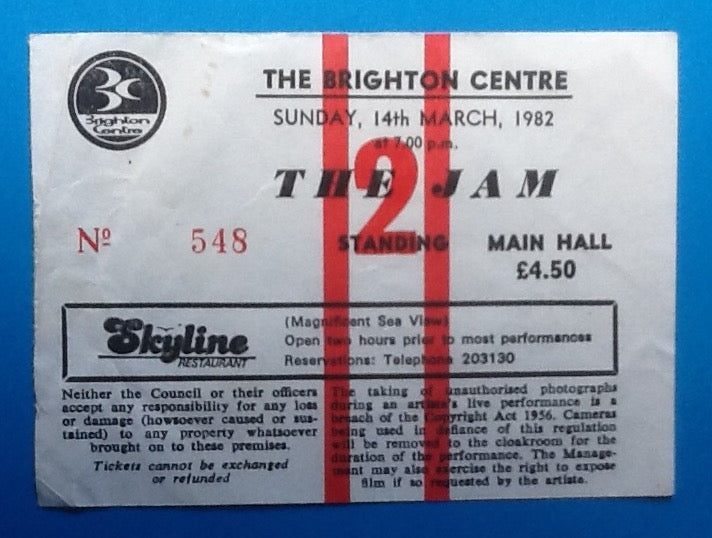 Brighton
Centre
THE BRIGHTON CENTRE
SUNDAY, 14th MARCH, 1982
at 7.00 p.m.
2
THE JAM
Nº 548
STANDING MAIN HALL
£4.50
Skyline
RESTAURANT
(Magnificent Sea View)
Open two hours prior to most performances
Reservations: Telephone 203130
Neither the Council or their officers
accept any responsibility for any loss
or damage (howsoever caused or sus-
tained) to any property whatsoever
brought on to these premises.
Tickets cannot be exchanged
or refunded
The taking of unauthorised photographs
during an artist's live performance is a
breach of the Copyright Act 1956. Cameras
being used in defiance of this regulation
will be removed to the cloakroom for the
duration of the performance. The Manage-
ment may also exercise the right to expose
film if so requested by the artiste.